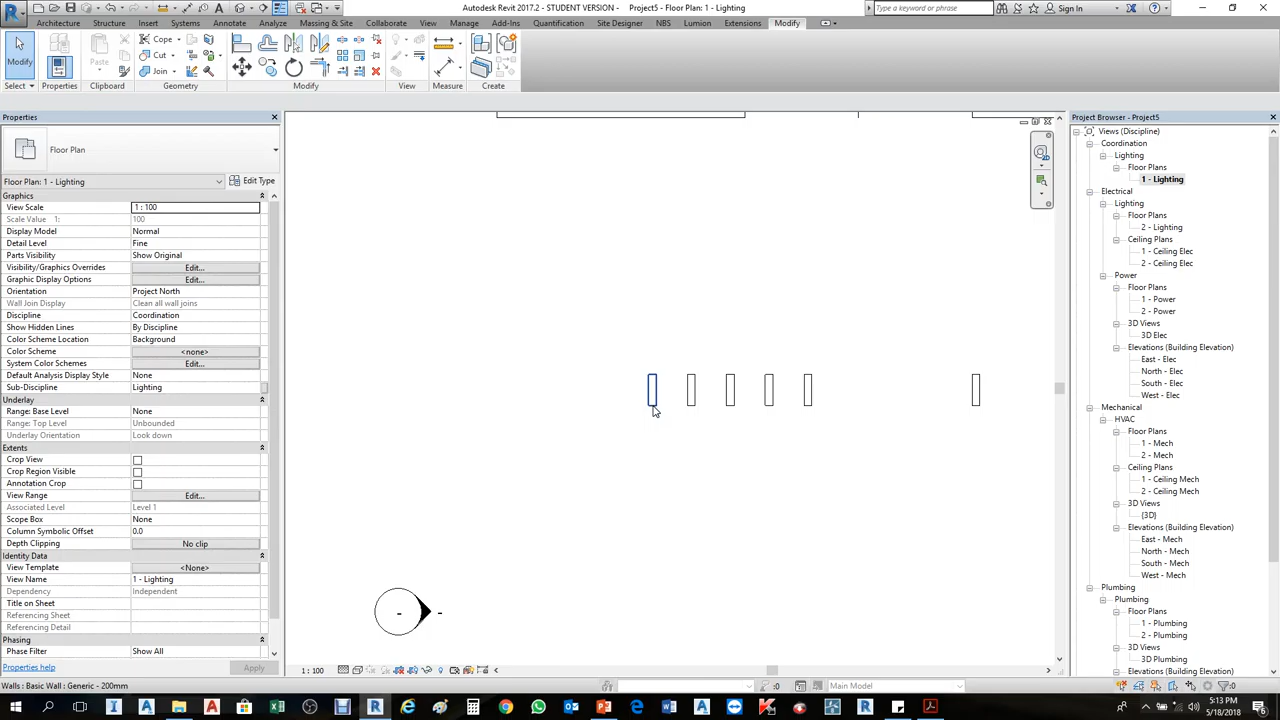 Autodesk Revit 2017.2 - STUDENT VERSION - Project5 - Floor Plan: 1 - Lighting
Type a keyword or phrase
Sign In
Architecture Structure Insert Systems Annotate Analyze Massing & Site Collaborate View Manage Add-Ins Quantification Site Designer NBS Lumion Extensions Modify
Modify
Paste
Cope
Cut
Join
Select Properties Clipboard Geometry Modify View Measure Create
Properties
Floor Plan
Floor Plan: 1 - Lighting
Edit Type
Graphics
View Scale 1 : 100
Scale Value 1: 100
Display Model Normal
Detail Level Fine
Parts Visibility Show Original
Visibility/Graphics Overrides Edit...
Graphic Display Options Edit...
Orientation Project North
Wall Join Display Clean all wall joins
Discipline Coordination
Show Hidden Lines By Discipline
Color Scheme Location Background
Color Scheme <none>
System Color Schemes Edit...
Default Analysis Display Style None
Sub-Discipline Lighting
Underlay
Range: Base Level None
Range: Top Level Unbounded
Underlay Orientation Look down
Extents
Crop View
Crop Region Visible
Annotation Crop
View Range Edit...
Associated Level Level 1
Scope Box None
Column Symbolic Offset 0.0
Depth Clipping No clip
Identity Data
View Template <None>
View Name 1 - Lighting
Dependency Independent
Title on Sheet
Referencing Sheet
Referencing Detail
Phasing
Phase Filter Show All
Properties help
Apply
1 : 100
Project Browser - Project5
Views (Discipline)
Coordination
Lighting
Floor Plans
1 - Lighting
Electrical
Lighting
Floor Plans
2 - Lighting
Ceiling Plans
1 - Ceiling Elec
2 - Ceiling Elec
Power
Floor Plans
1 - Power
2 - Power
3D Views
3D Elec
Elevations (Building Elevation)
East - Elec
North - Elec
South - Elec
West - Elec
Mechanical
HVAC
Floor Plans
1 - Mech
2 - Mech
Ceiling Plans
1 - Ceiling Mech
2 - Ceiling Mech
3D Views
{3D}
Elevations (Building Elevation)
East - Mech
North - Mech
South - Mech
West - Mech
Plumbing
Plumbing
Floor Plans
1 - Plumbing
2 - Plumbing
3D Views
3D Plumbing
Elevations (Building Elevation)
Walls : Basic Wall : Generic - 200mm
:0
Main Model
:0
5:13 PM
5/18/2018